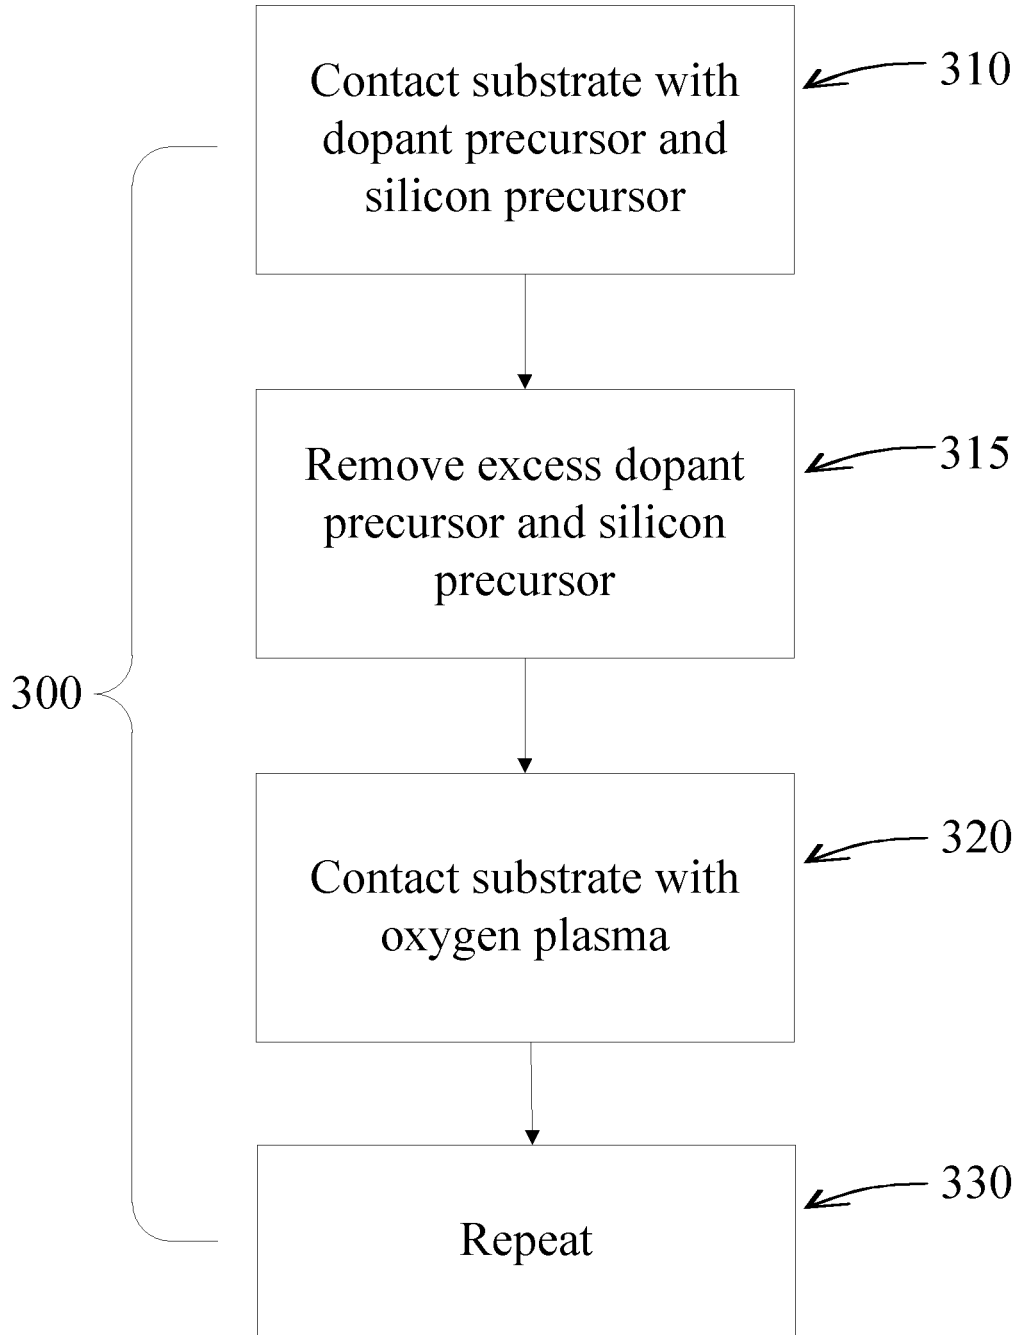 Contact substrate with
dopant precursor and
silicon precursor
310
Remove excess dopant
precursor and silicon
precursor
315
300
Contact substrate with
oxygen plasma
320
Repeat
330